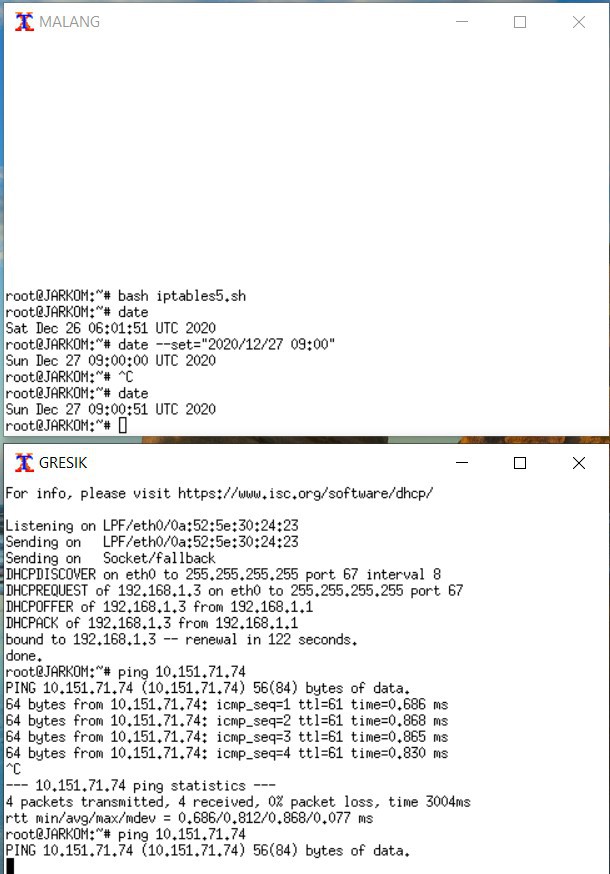 MALANG
root@JARKOM:~# bash iptables5.sh
root@JARKOM:~# date
Sat Dec 26 06:01:51 UTC 2020
root@JARKOM:~# date --set="2020/12/27 09:00"
Sun Dec 27 09:00:00 UTC 2020
root@JARKOM:~# ^C
root@JARKOM:~# date
Sun Dec 27 09:00:51 UTC 2020
root@JARKOM:~#
GRESIK
For info, please visit https://www.isc.org/software/dhcp/
Listening on LPF/eth0/0a:52:5e:30:24:23
Sending on   LPF/eth0/0a:52:5e:30:24:23
Sending on   Socket/fallback
DHCPDISCOVER on eth0 to 255.255.255.255 port 67 interval 8
DHCPREQUEST of 192.168.1.3 on eth0 to 255.255.255.255 port 67
DHCPOFFER of 192.168.1.3 from 192.168.1.1
DHCPACK of 192.168.1.3 from 192.168.1.1
bound to 192.168.1.3 -- renewal in 122 seconds.
done.
root@JARKOM:~# ping 10.151.71.74
PING 10.151.71.74 (10.151.71.74) 56(84) bytes of data.
64 bytes from 10.151.71.74: icmp_seq=1 ttl=61 time=0.686 ms
64 bytes from 10.151.71.74: icmp_seq=2 ttl=61 time=0.868 ms
64 bytes from 10.151.71.74: icmp_seq=3 ttl=61 time=0.865 ms
64 bytes from 10.151.71.74: icmp_seq=4 ttl=61 time=0.830 ms
^C
--- 10.151.71.74 ping statistics ---
4 packets transmitted, 4 received, 0% packet loss, time 3004ms
rtt min/avg/max/mdev = 0.686/0.812/0.868/0.077 ms
root@JARKOM:~# ping 10.151.71.74
PING 10.151.71.74 (10.151.71.74) 56(84) bytes of data.